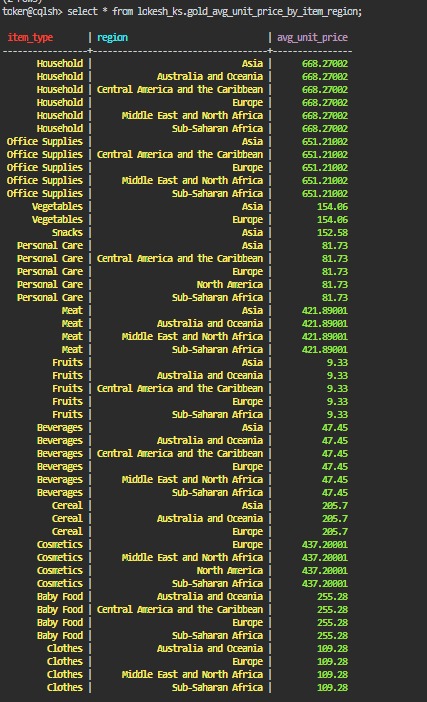 (2 rows)
token@cqlsh> select * from lokesh_ks.gold_avg_unit_price_by_item_region;
item_type | region | avg_unit_price
Household | Asia | 668.27002
Household | Australia and Oceania | 668.27002
Household | Central America and the Caribbean | 668.27002
Household | Europe | 668.27002
Household | Middle East and North Africa | 668.27002
Household | Sub-Saharan Africa | 668.27002
Office Supplies | Asia | 651.21002
Office Supplies | Central America and the Caribbean | 651.21002
Office Supplies | Europe | 651.21002
Office Supplies | Middle East and North Africa | 651.21002
Office Supplies | Sub-Saharan Africa | 651.21002
Vegetables | Asia | 154.06
Vegetables | Europe | 154.06
Snacks | Asia | 152.58
Personal Care | Asia | 81.73
Personal Care | Central America and the Caribbean | 81.73
Personal Care | Europe | 81.73
Personal Care | North America | 81.73
Personal Care | Sub-Saharan Africa | 81.73
Meat | Asia | 421.89001
Meat | Australia and Oceania | 421.89001
Meat | Middle East and North Africa | 421.89001
Meat | Sub-Saharan Africa | 421.89001
Fruits | Asia | 9.33
Fruits | Australia and Oceania | 9.33
Fruits | Central America and the Caribbean | 9.33
Fruits | Europe | 9.33
Fruits | Sub-Saharan Africa | 9.33
Beverages | Asia | 47.45
Beverages | Australia and Oceania | 47.45
Beverages | Central America and the Caribbean | 47.45
Beverages | Europe | 47.45
Beverages | Middle East and North Africa | 47.45
Beverages | Sub-Saharan Africa | 47.45
Cereal | Asia | 205.7
Cereal | Australia and Oceania | 205.7
Cereal | Europe | 205.7
Cosmetics | Europe | 437.20001
Cosmetics | Middle East and North Africa | 437.20001
Cosmetics | North America | 437.20001
Cosmetics | Sub-Saharan Africa | 437.20001
Baby Food | Australia and Oceania | 255.28
Baby Food | Central America and the Caribbean | 255.28
Baby Food | Europe | 255.28
Baby Food | Sub-Saharan Africa | 255.28
Clothes | Australia and Oceania | 109.28
Clothes | Europe | 109.28
Clothes | Middle East and North Africa | 109.28
Clothes | Sub-Saharan Africa | 109.28